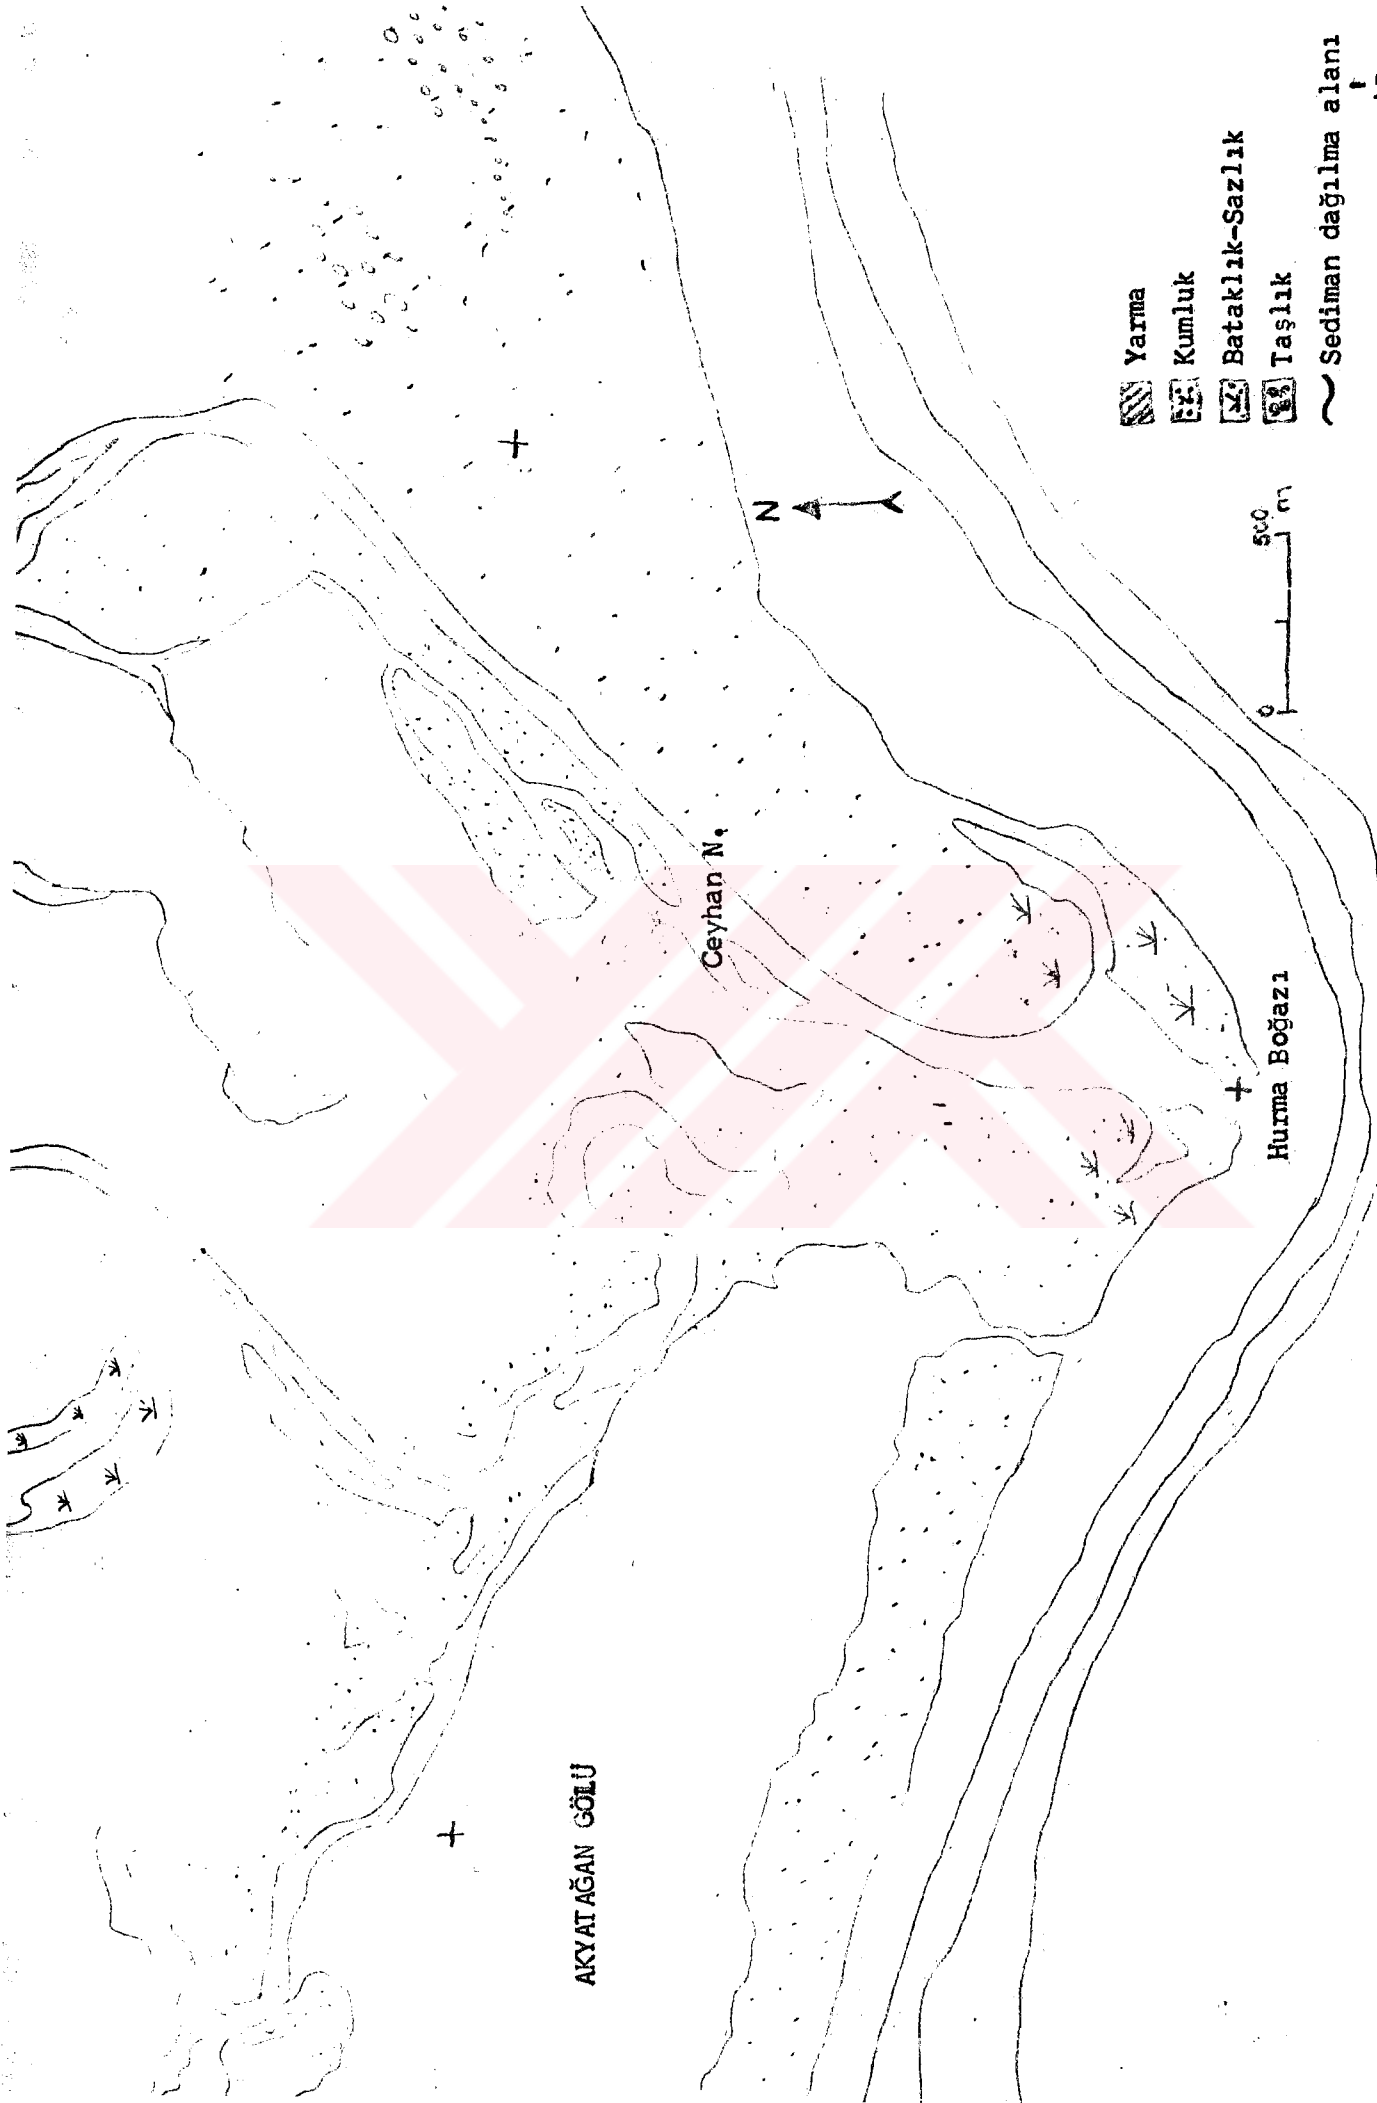 N
Ceyhan N.
AKYATAĞAN GÖLÜ
Hurma Boğazı
0 500 m
Yarma
Kumluk
Bataklık-Sazlık
Taşlık
Sediman dağılma alanı